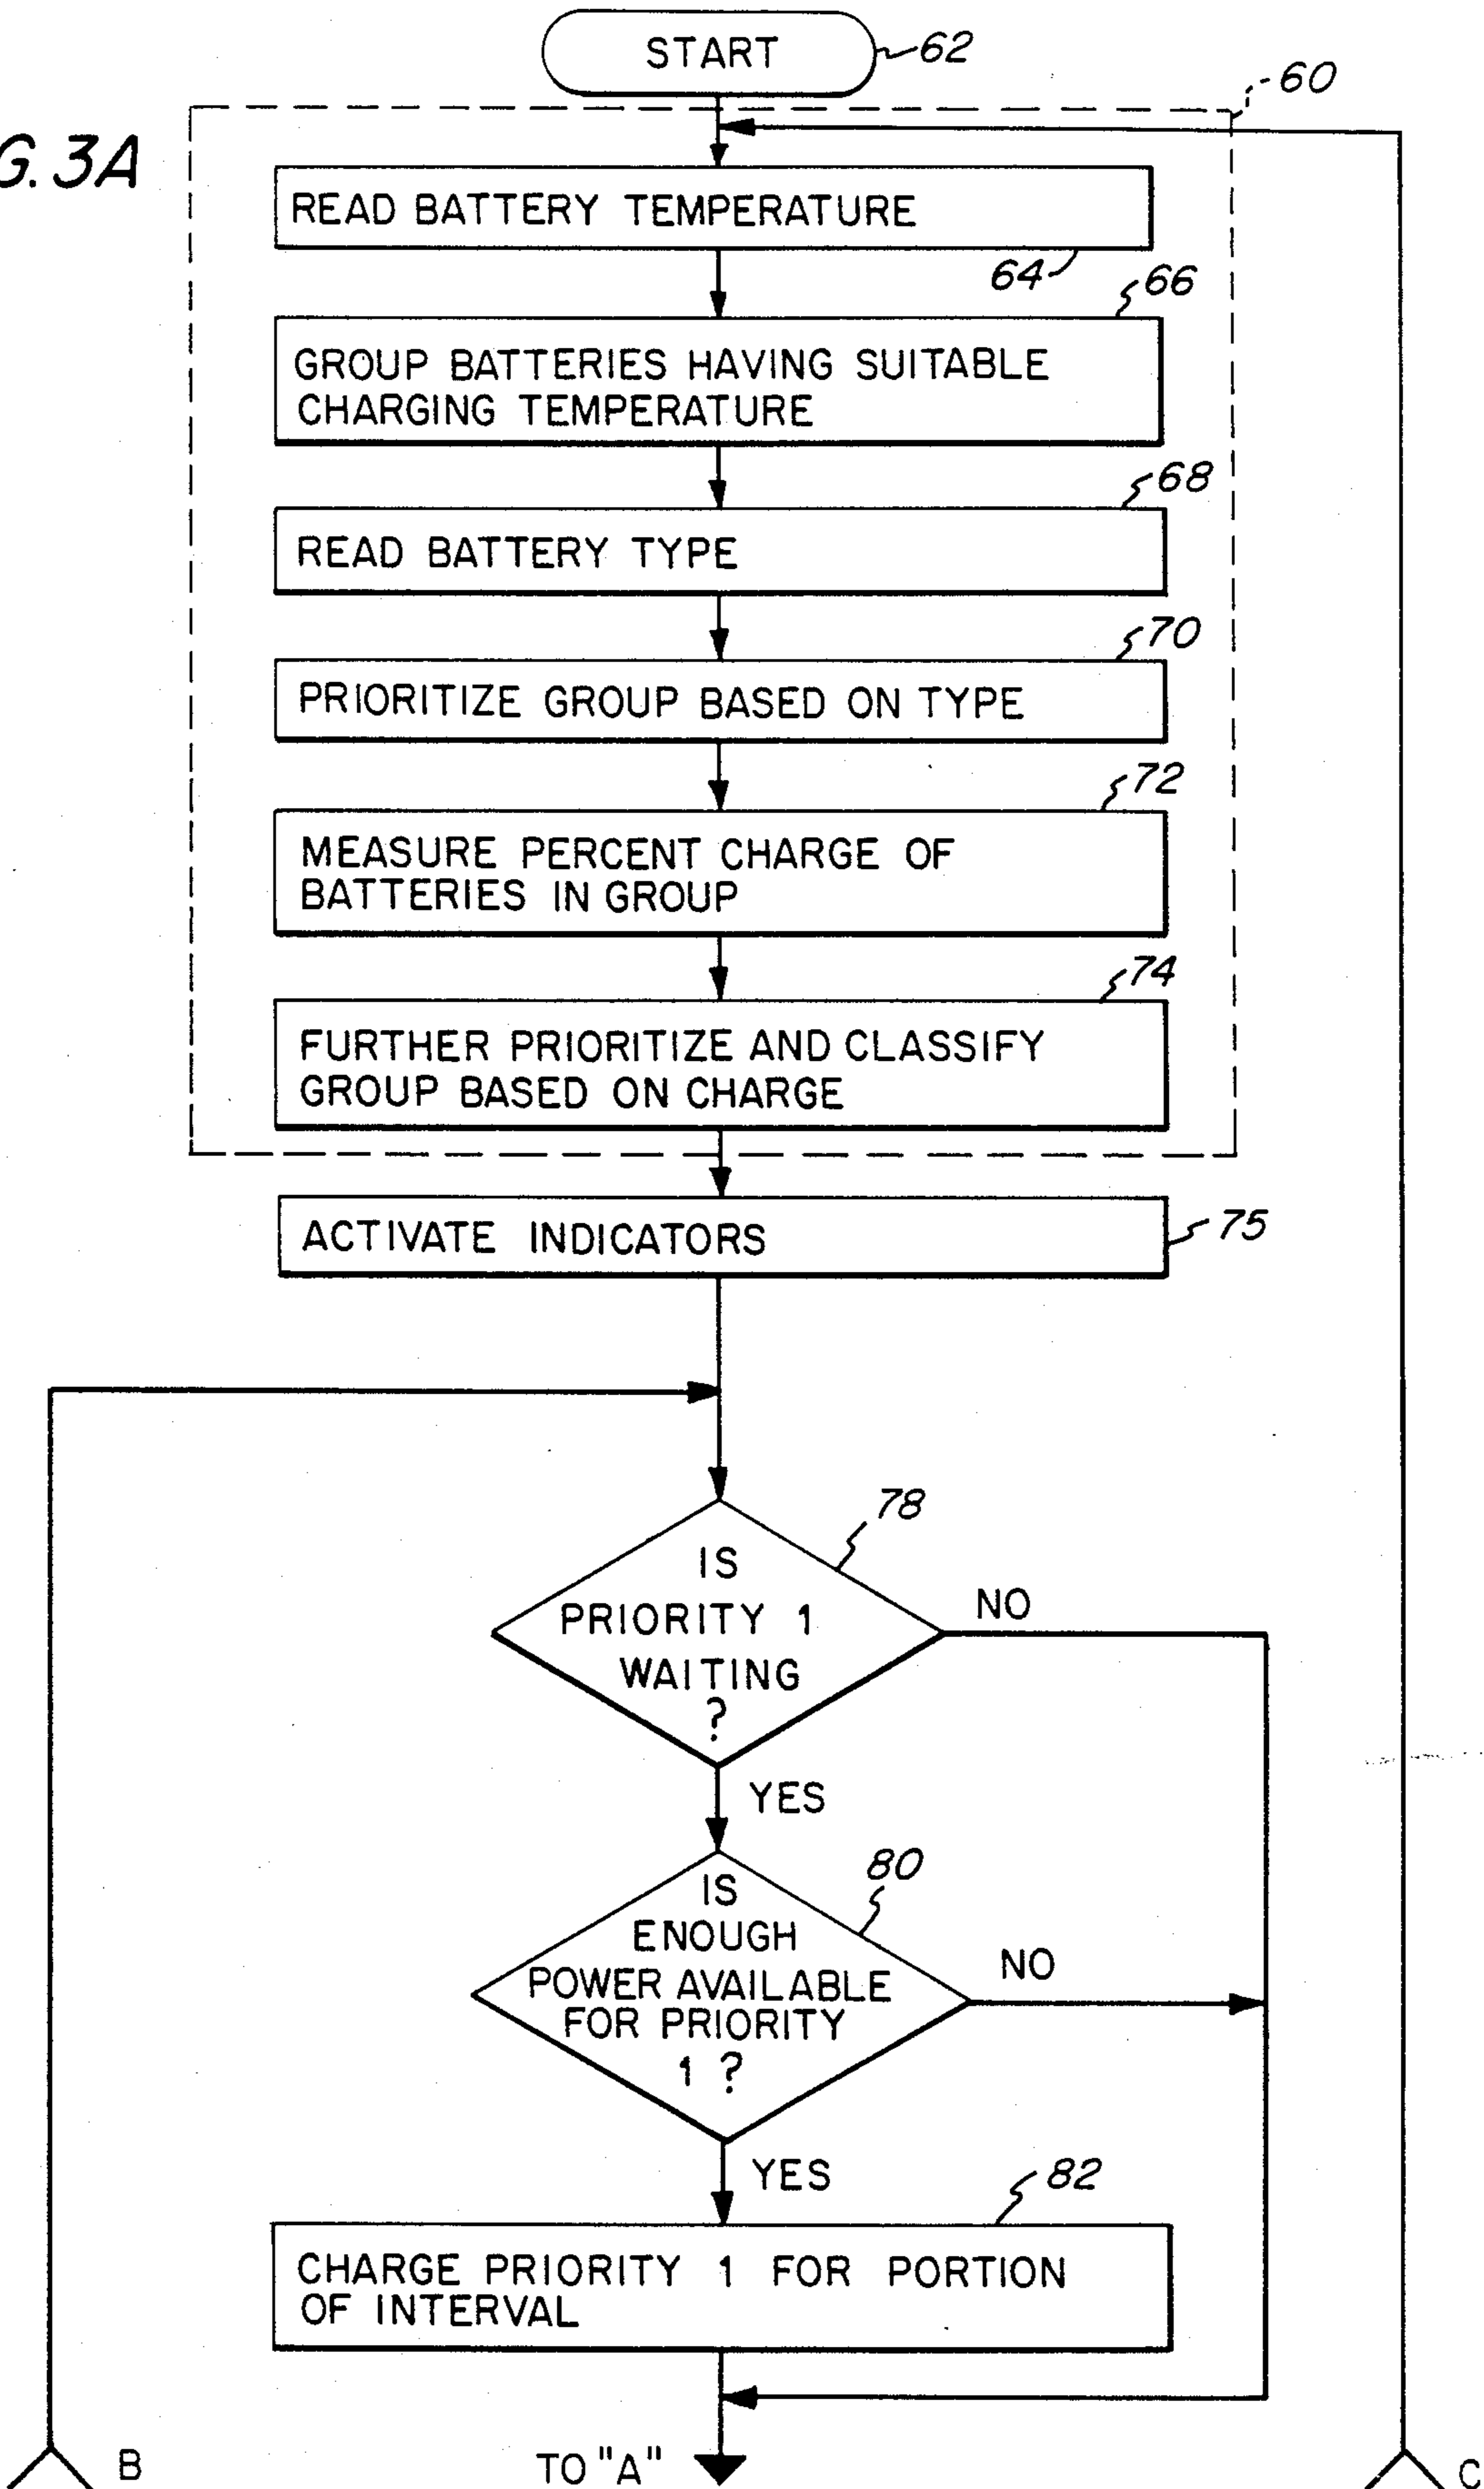 START
62
60
G. 3A
READ BATTERY TEMPERATURE
64
66
GROUP BATTERIES HAVING SUITABLE
CHARGING TEMPERATURE
68
READ BATTERY TYPE
70
PRIORITIZE GROUP BASED ON TYPE
72
MEASURE PERCENT CHARGE OF
BATTERIES IN GROUP
74
FURTHER PRIORITIZE AND CLASSIFY
GROUP BASED ON CHARGE
ACTIVATE INDICATORS
75
78
IS
PRIORITY 1
WAITING
?
NO
YES
80
IS
ENOUGH
POWER AVAILABLE
FOR PRIORITY
1 ?
NO
YES
82
CHARGE PRIORITY 1 FOR PORTION
OF INTERVAL
B
TO "A"
C